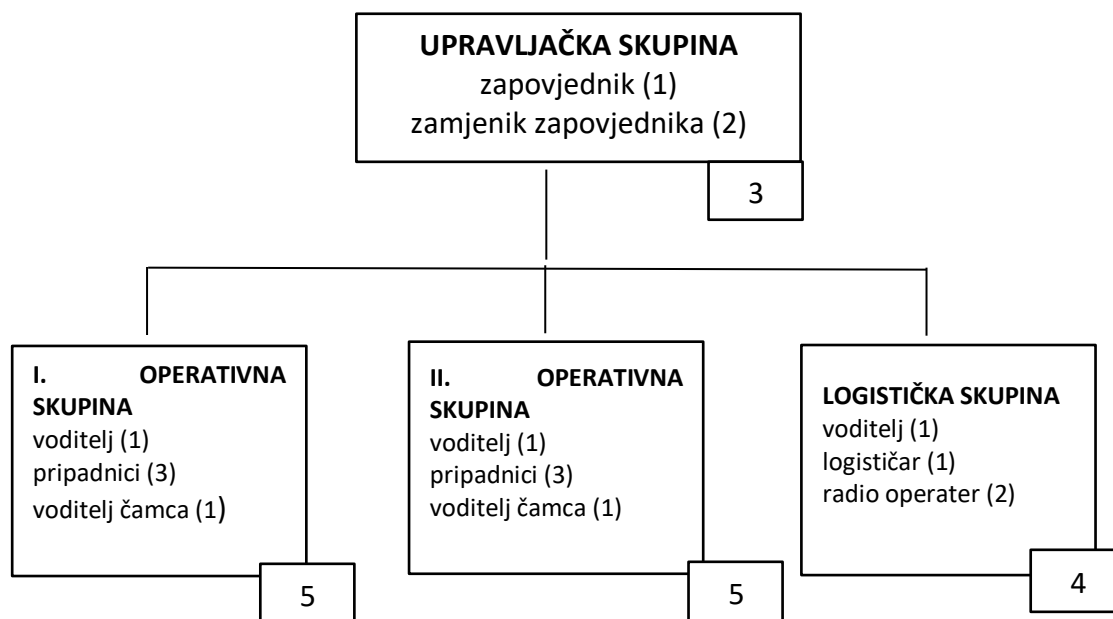 UPRAVLJAČKA SKUPINA
zapovjednik (1)
zamjenik zapovjednika (2)
3
I. OPERATIVNA
SKUPINA
voditelj (1)
pripadnici (3)
voditelj čamca (1)
5
II. OPERATIVNA
SKUPINA
voditelj (1)
pripadnici (3)
voditelj čamca (1)
5
LOGISTIČKA SKUPINA
voditelj (1)
logističar (1)
radio operater (2)
4